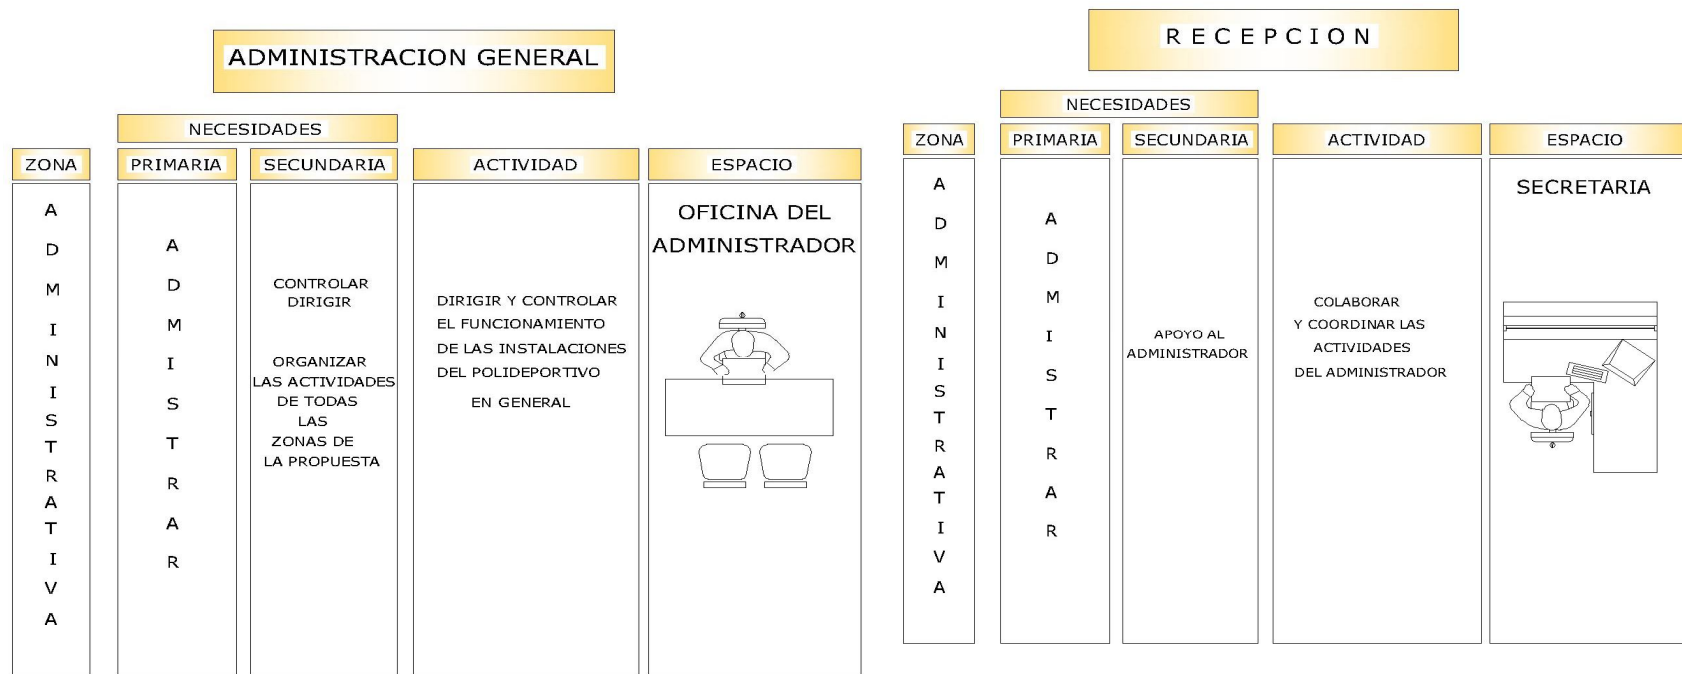 ADMINISTRACION GENERAL
NECESIDADES
ZONA
PRIMARIA
SECUNDARIA
ACTIVIDAD
ESPACIO
A D M I N I S T R A T I V A
A D M I S T R A R
CONTROLAR
DIRIGIR
ORGANIZAR
LAS ACTIVIDADES
DE TODAS
LAS
ZONAS DE
LA PROPUESTA
DIRIGIR Y CONTROLAR
EL FUNCIONAMIENTO
DE LAS INSTALACIONES
DEL POLIDEPORTIVO
EN GENERAL
OFICINA DEL
ADMINISTRADOR
R E C E P C I O N
NECESIDADES
ZONA
PRIMARIA
SECUNDARIA
ACTIVIDAD
ESPACIO
A D M I N I S T R A T I V A
A D M I S T R A R
APOYO AL
ADMINISTRADOR
COLABORAR
Y COORDINAR LAS
ACTIVIDADES
DEL ADMINISTRADOR
SECRETARIA